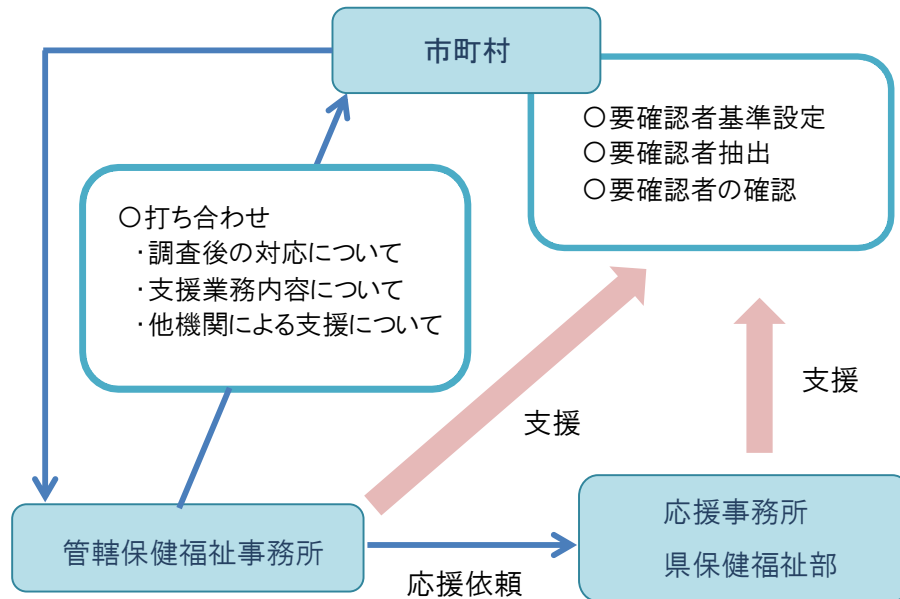 市町村
〇要確認者基準設定
〇要確認者抽出
〇要確認者の確認
〇打ち合わせ
・調査後の対応について
・支援業務内容について
・他機関による支援について
支援
支援
管轄保健福祉事務所
応援依頼
応援事務所
県保健福祉部